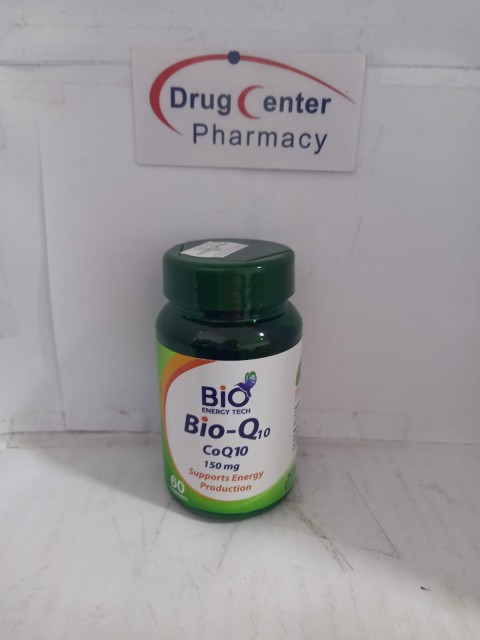 Drug Center
Pharmacy
BiO
ENERGY TECH
Bio-Q10
CoQ10
150 mg
Supports Energy
Production
60